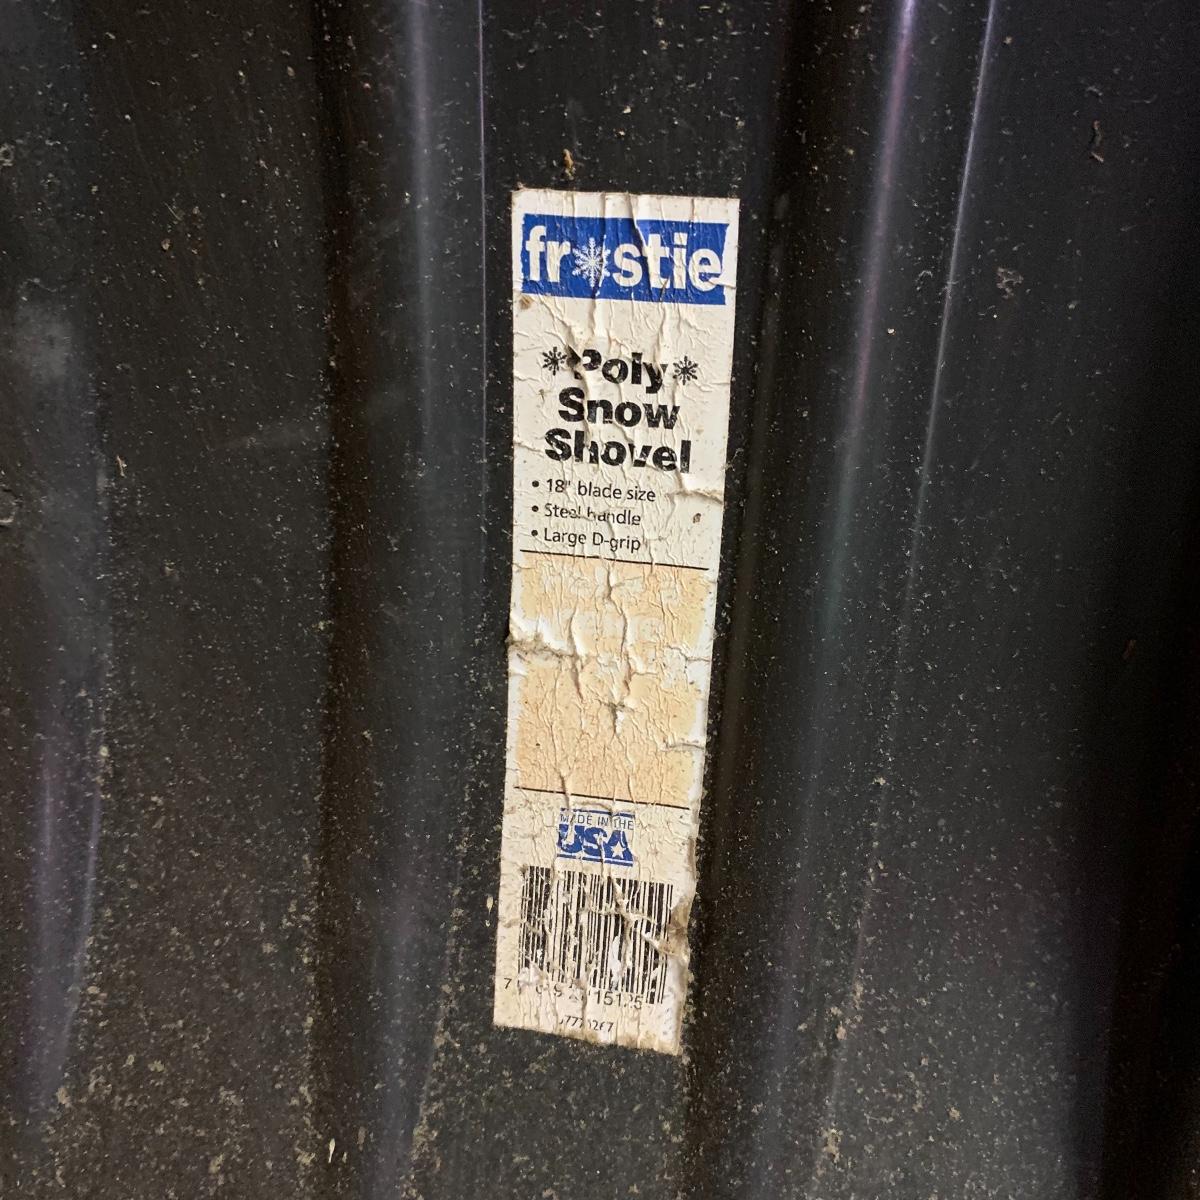 frostie
Poly
Snow
Shovel
• 18" blade size
• Steel handle
• Large D-grip
MADE IN THE
USA